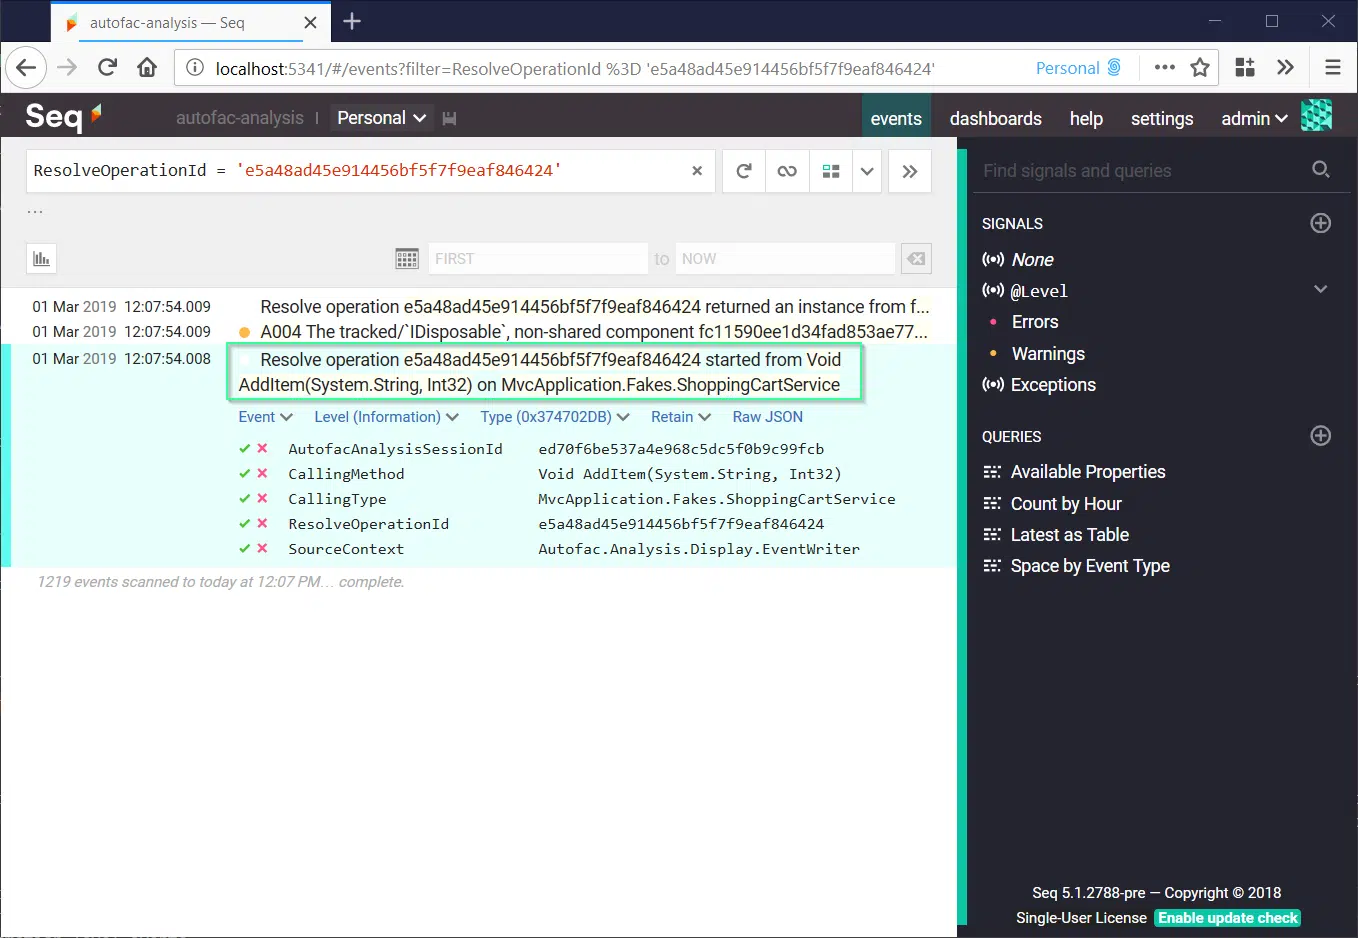 autofac-analysis — Seq
localhost:5341/#/events?filter=ResolveOperationId %3D 'e5a48ad45e914456bf5f7f9eaf846424'
Personal
Seq
autofac-analysis | Personal
events dashboards help settings admin
ResolveOperationId = 'e5a48ad45e914456bf5f7f9eaf846424'
...
FIRST to NOW
01 Mar 2019 12:07:54.009 Resolve operation e5a48ad45e914456bf5f7f9eaf846424 returned an instance from f...
01 Mar 2019 12:07:54.009 A004 The tracked/`IDisposable`, non-shared component fc11590ee1d34fad853ae77...
01 Mar 2019 12:07:54.008 Resolve operation e5a48ad45e914456bf5f7f9eaf846424 started from Void
AddItem(System.String, Int32) on MvcApplication.Fakes.ShoppingCartService
Event Level (Information) Type (0x374702DB) Retain Raw JSON
AutofacAnalysisSessionId ed70f6be537a4e968c5dc5f0b9c99fcb
CallingMethod Void AddItem(System.String, Int32)
CallingType MvcApplication.Fakes.ShoppingCartService
ResolveOperationId e5a48ad45e914456bf5f7f9eaf846424
SourceContext Autofac.Analysis.Display.EventWriter
1219 events scanned to today at 12:07 PM... complete.
Find signals and queries
SIGNALS
None
@Level
Errors
Warnings
Exceptions
QUERIES
Available Properties
Count by Hour
Latest as Table
Space by Event Type
Seq 5.1.2788-pre — Copyright © 2018
Single-User License Enable update check